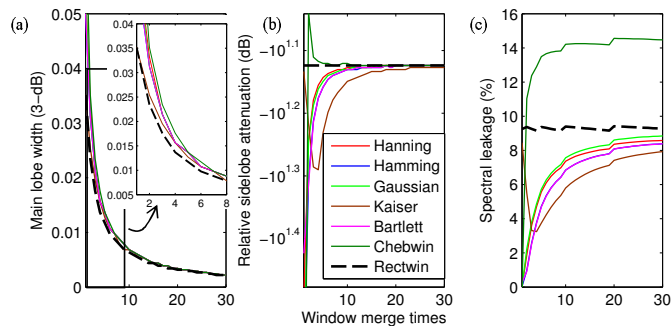 (a)
Main lobe width (3−dB)
0.05
0.04
0.03
0.02
0.01
0
10 20 30
0.04
0.035
0.03
0.025
0.02
0.015
0.01
0.005
2 4 6 8
(b)
Relative sidelobe attenuation (dB)
−10^1.1
−10^1.2
−10^1.3
−10^1.4
Hanning
Hamming
Gaussian
Kaiser
Bartlett
Chebwin
Rectwin
10 20 30
Window merge times
(c)
Spectral leakage (%)
16
14
12
10
8
6
4
2
0
10 20 30